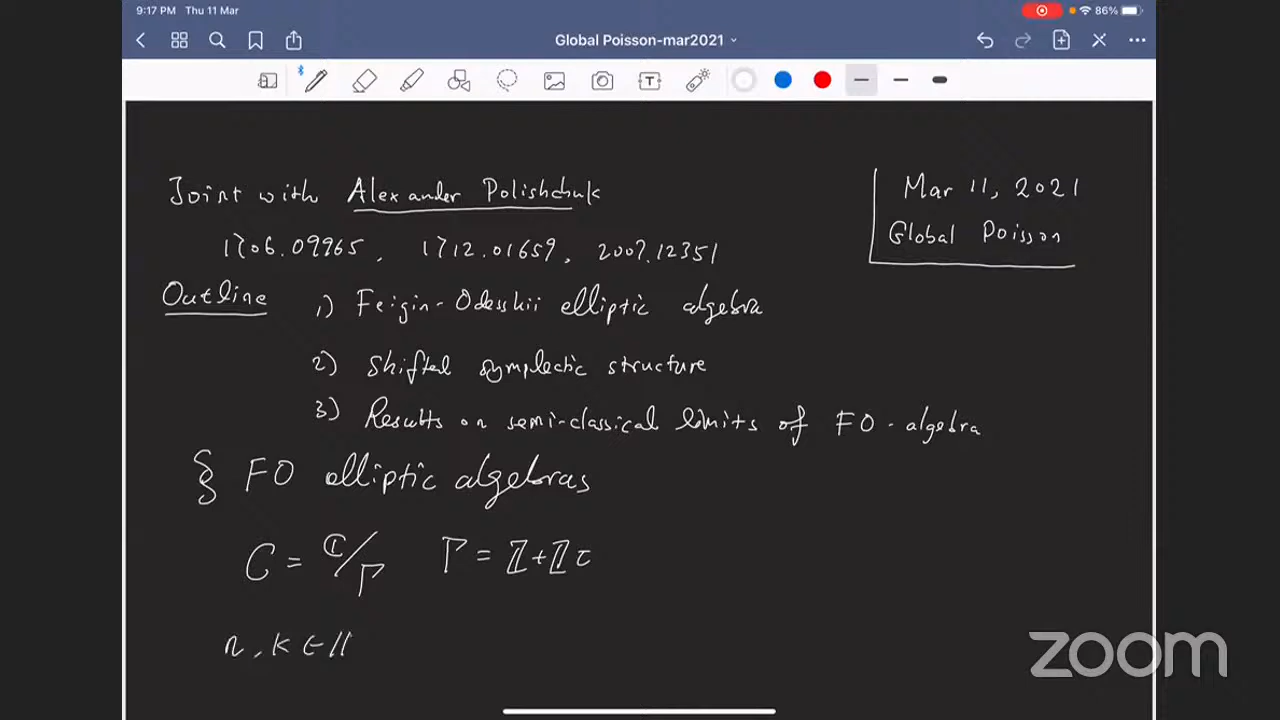 9:17 PM Thu 11 Mar
86%
Global Poisson-mar2021
Joint with Alexander Polishchuk
Mar 11, 2021
Global Poisson
1706.09965, 1712.01659, 2007.12351
Outline 1) Feigin-Odesskii elliptic algebra
2) Shifted symplectic structure
3) Results on semi-classical limits of FO-algebra
§ FO elliptic algebras
C = ℂ/Γ Γ = ℤ+ℤτ
n, k ∈
zoom